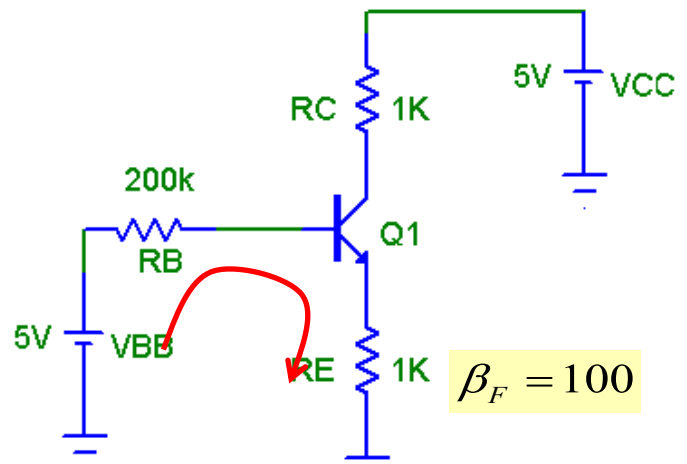 5V
VCC
RC
1K
200k
Q1
RB
5V
VBB
RE
1K
β_F = 100